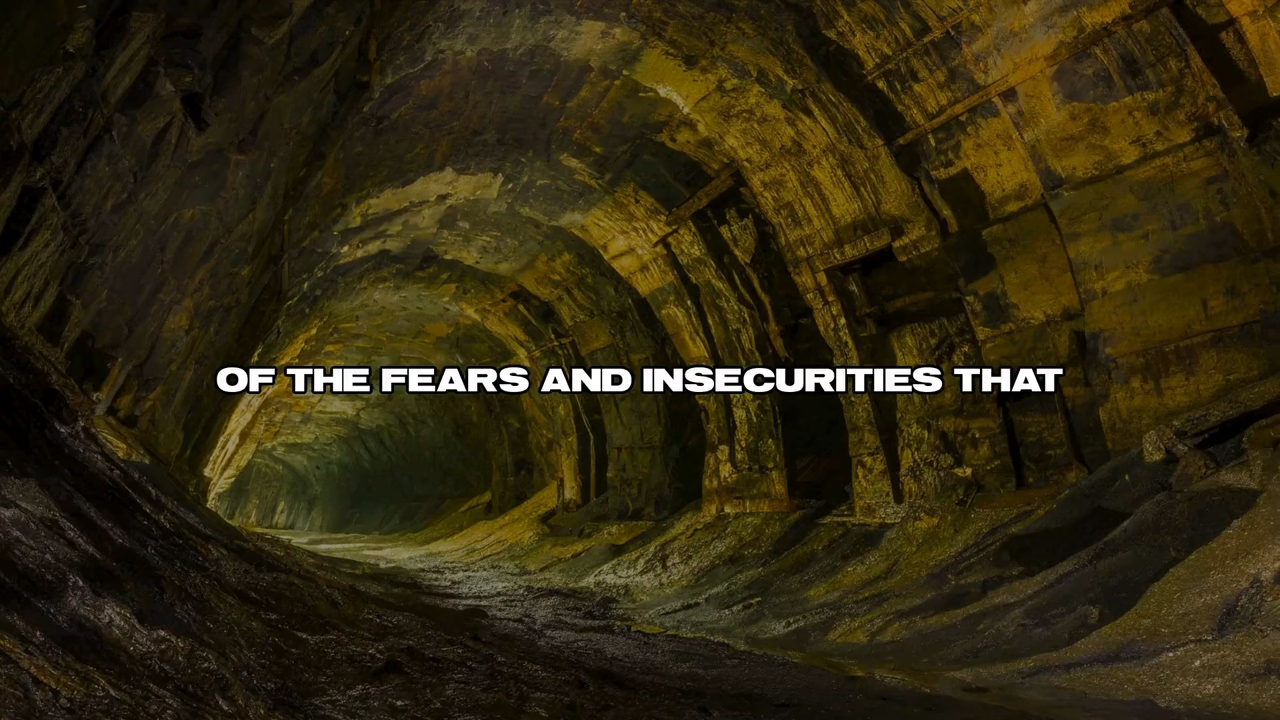 OF THE FEARS AND INSECURITIES THAT